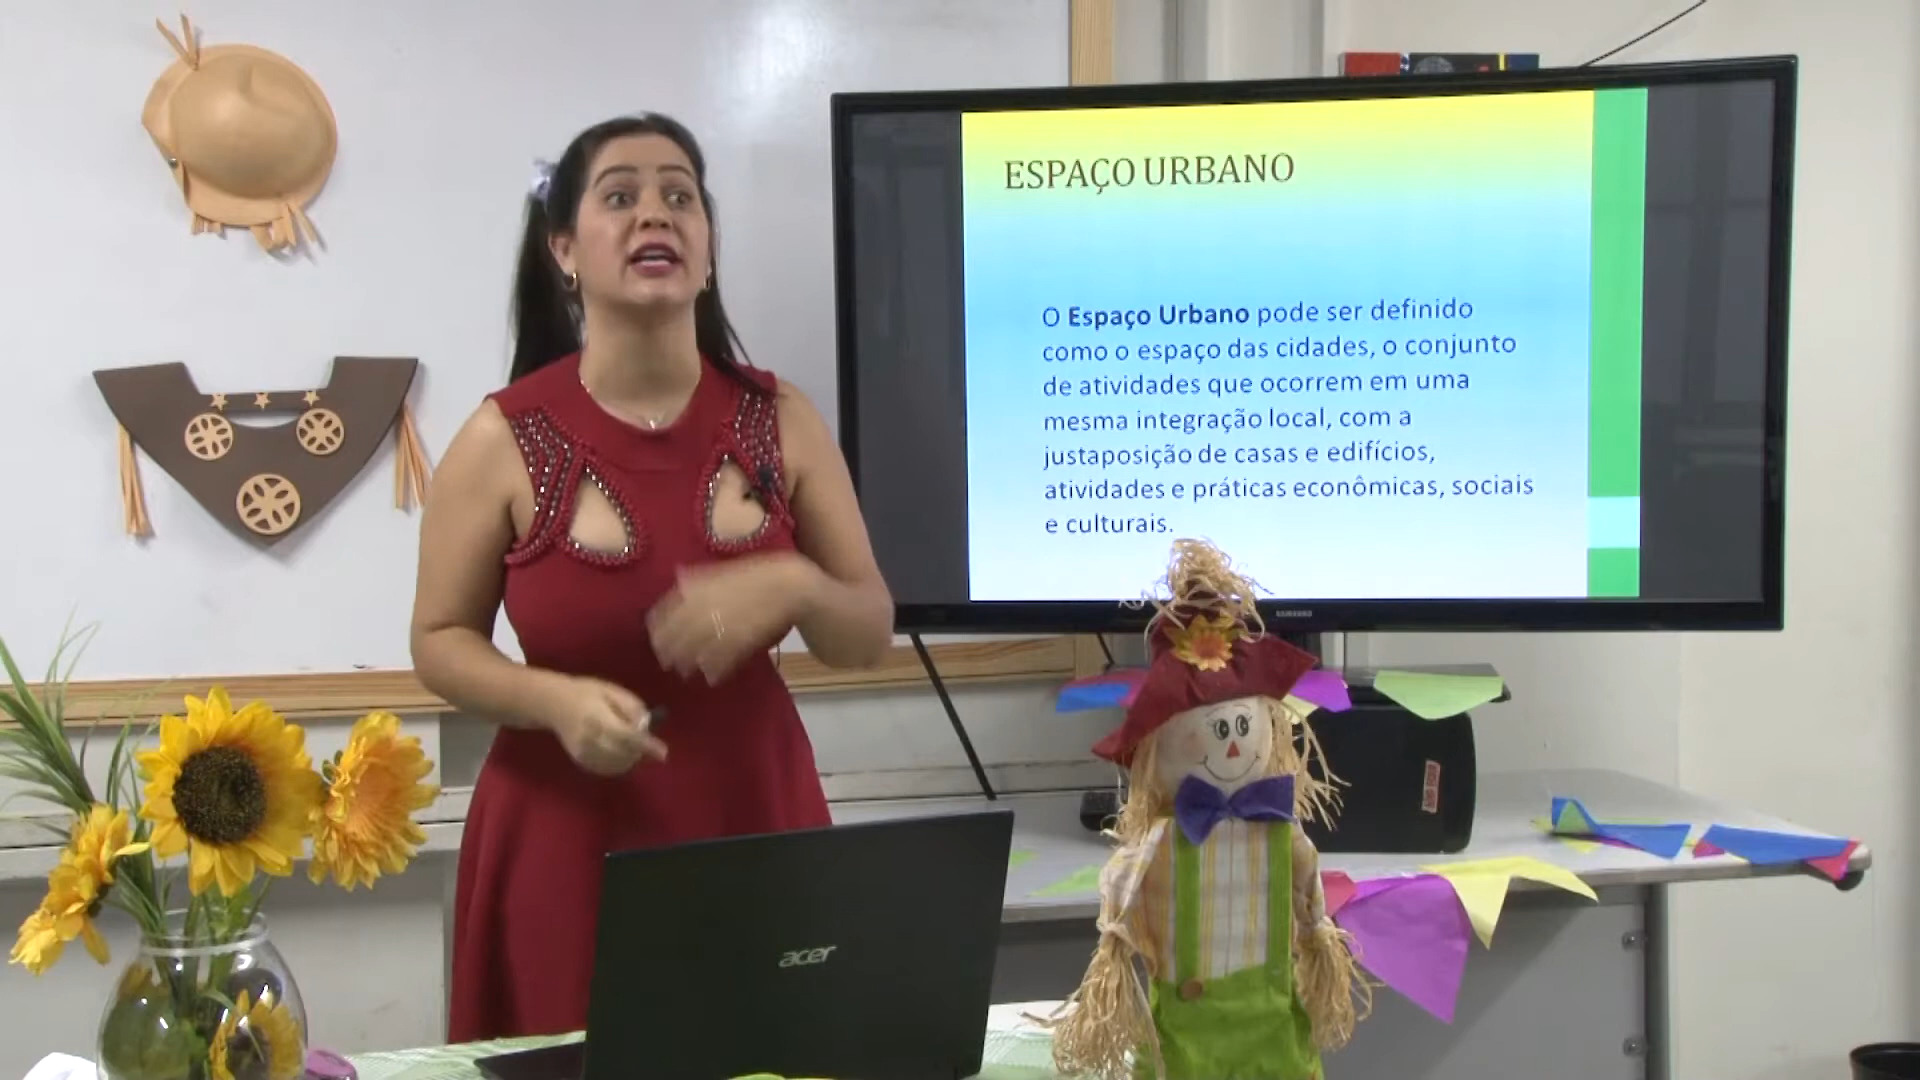 ESPAÇO URBANO
O Espaço Urbano pode ser definido
como o espaço das cidades, o conjunto
de atividades que ocorrem em uma
mesma integração local, com a
justaposição de casas e edifícios,
atividades e práticas econômicas, sociais
e culturais.
SAMSUNG
acer